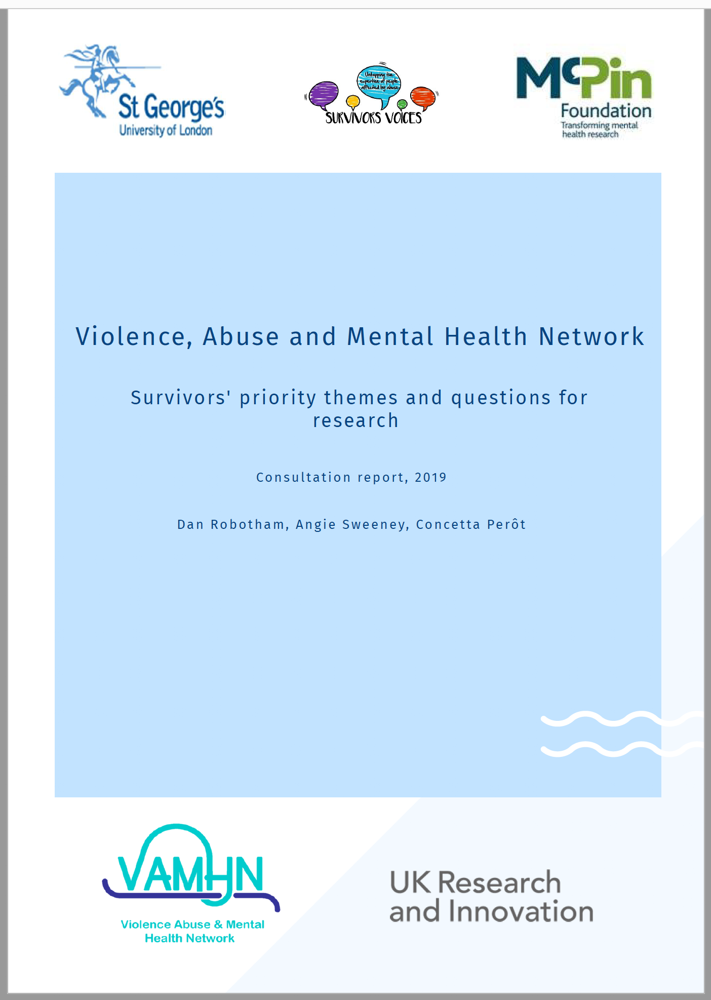 St George's
University of London
Untapping the
expertise of people
affected by abuse
SURVIVORS VOICES
McPin
Foundation
Transforming mental
health research
Violence, Abuse and Mental Health Network
Survivors' priority themes and questions for
research
Consultation report, 2019
Dan Robotham, Angie Sweeney, Concetta Perôt
VAMHN
Violence Abuse & Mental
Health Network
UK Research
and Innovation